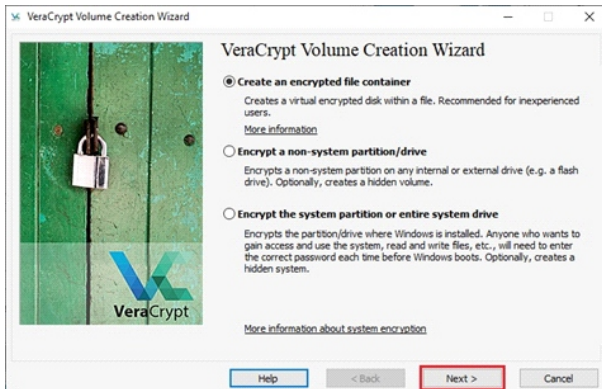 VeraCrypt Volume Creation Wizard
VeraCrypt Volume Creation Wizard
Create an encrypted file container
Creates a virtual encrypted disk within a file. Recommended for inexperienced
users.
More information
Encrypt a non-system partition/drive
Encrypts a non-system partition on any internal or external drive (e.g. a flash
drive). Optionally, creates a hidden volume.
Encrypt the system partition or entire system drive
Encrypts the partition/drive where Windows is installed. Anyone who wants to
gain access and use the system, read and write files, etc., will need to enter
the correct password each time before Windows boots. Optionally, creates a
hidden system.
VeraCrypt
More information about system encryption
Help
< Back
Next >
Cancel